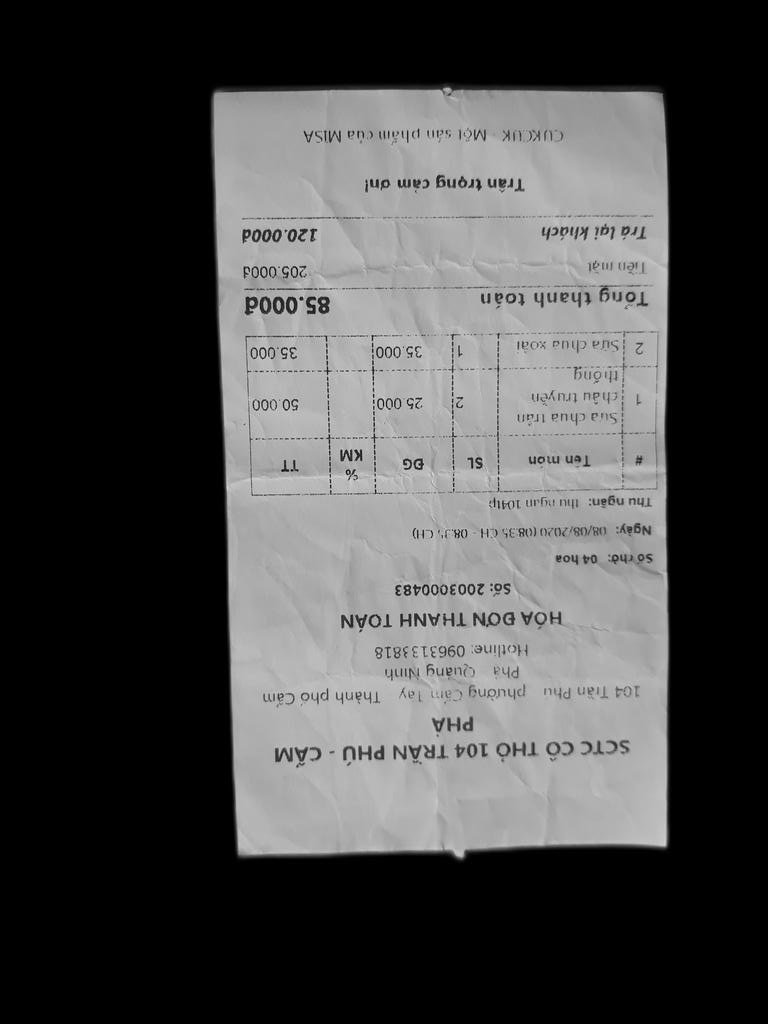 SCTC CÔ THỎ 104 TRẦN PHÚ - CẨM
PHẢ
104 Trần Phú phường Cẩm Tây Thành phố Cẩm
Phả Quảng Ninh
Hotline: 0963133818
HÓA ĐƠN THANH TOÁN
Số: 2003000483
Số thẻ: 04 hoa
Ngày: 08/08/2020 (08:35 CH - 08:35 CH)
Thu ngân: thu ngan 104tp
# Tên món SL ĐG % KM TT
1 Sữa chua trân
châu truyền
thống 2 25.000 50.000
2 Sữa chua xoài 1 35.000 35.000
Tổng thanh toán 85.000đ
Tiền mặt 205.000đ
Trả lại khách 120.000đ
Trân trọng cảm ơn!
CUKCUK - Một sản phẩm của MISA